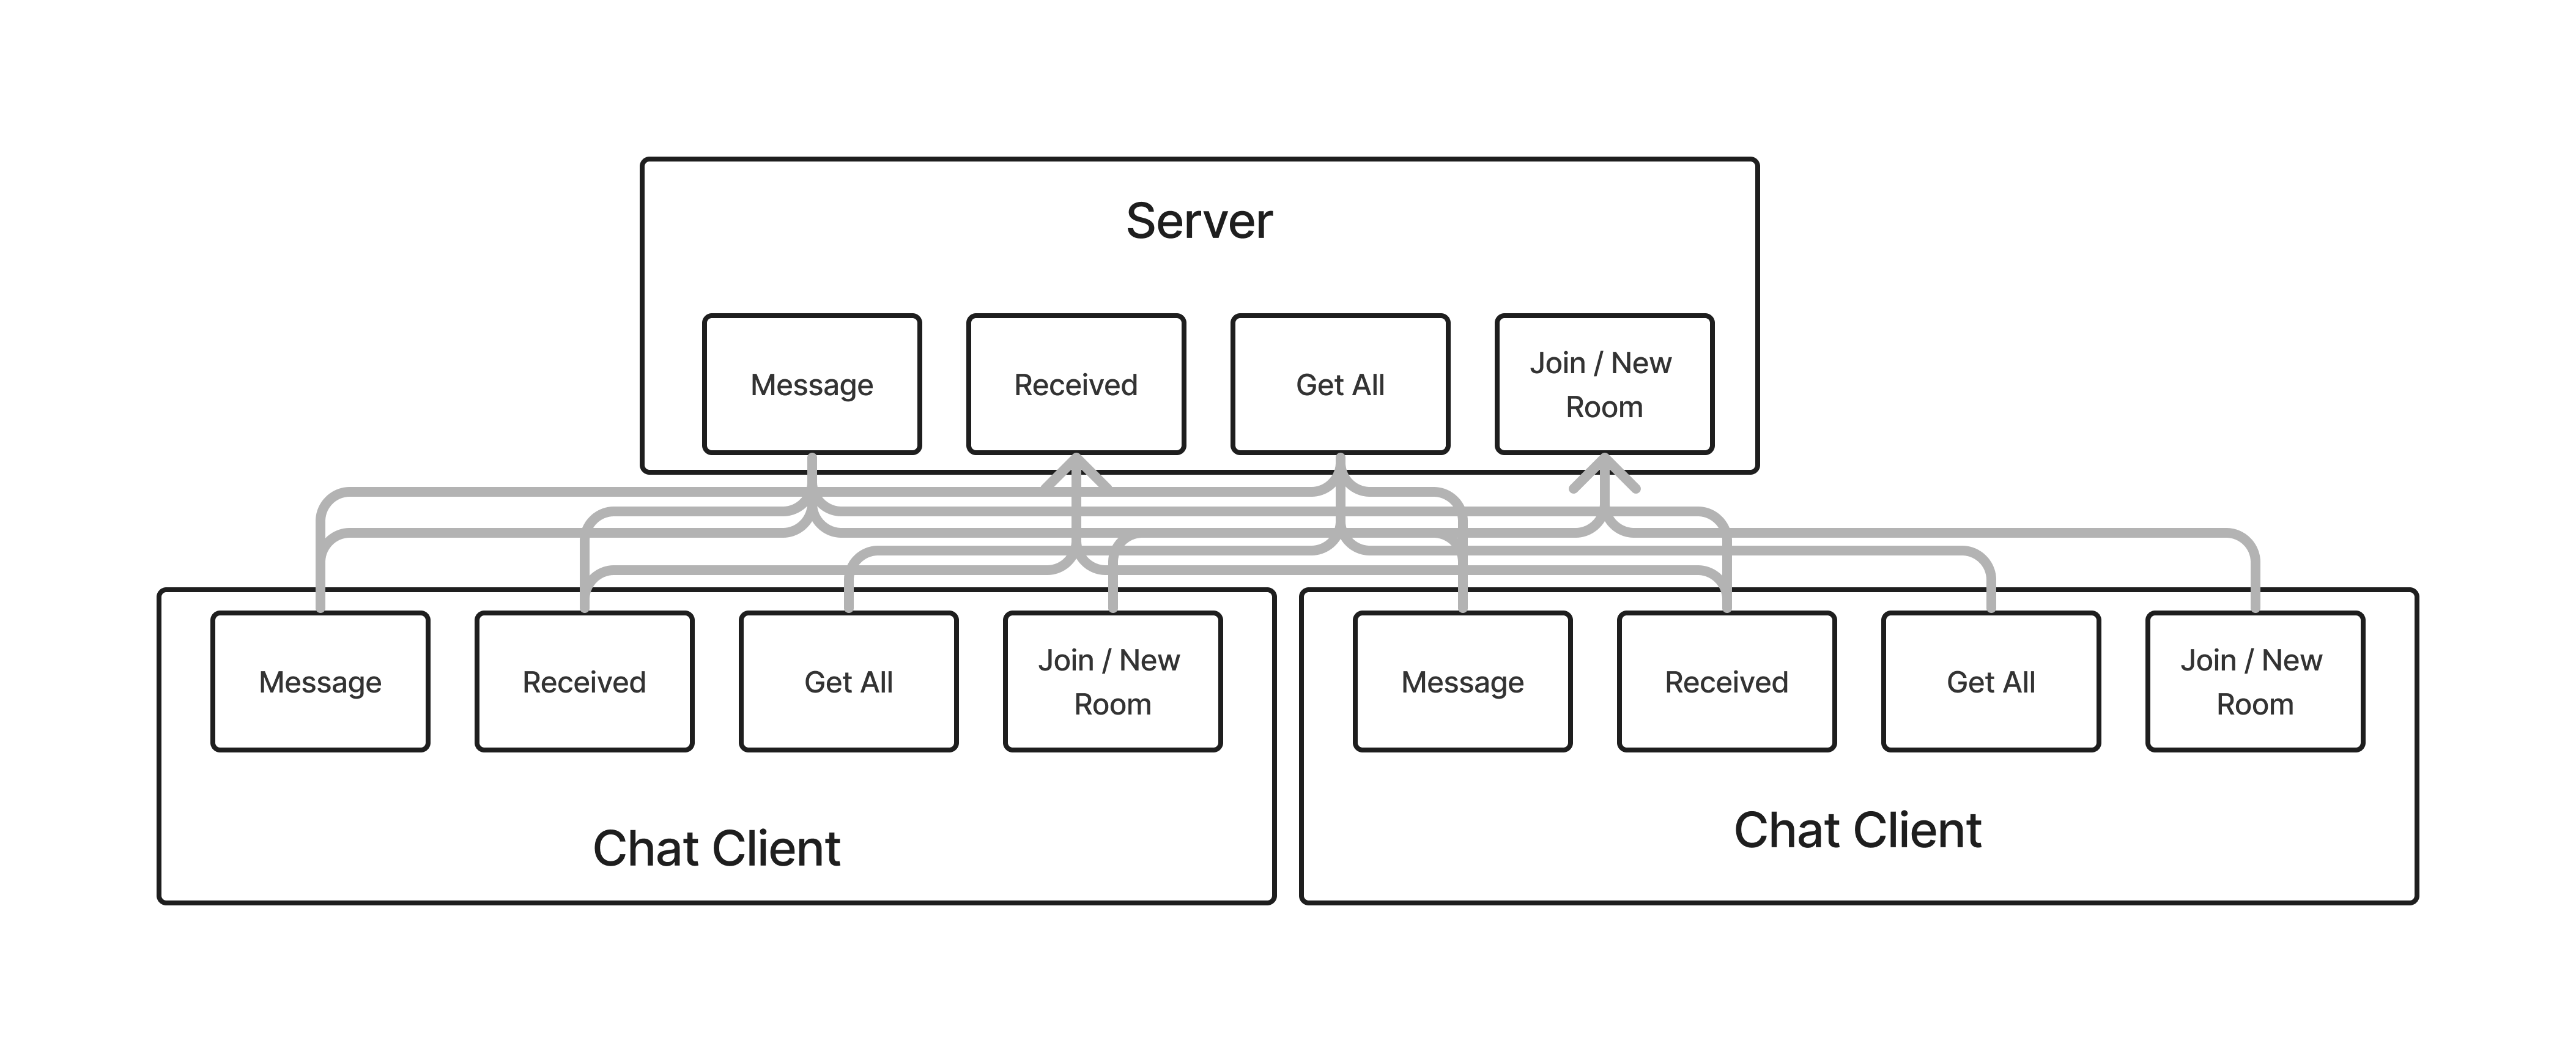 Server
Message
Received
Get All
Join / New
Room
Message
Received
Get All
Join / New
Room
Chat Client
Message
Received
Get All
Join / New
Room
Chat Client